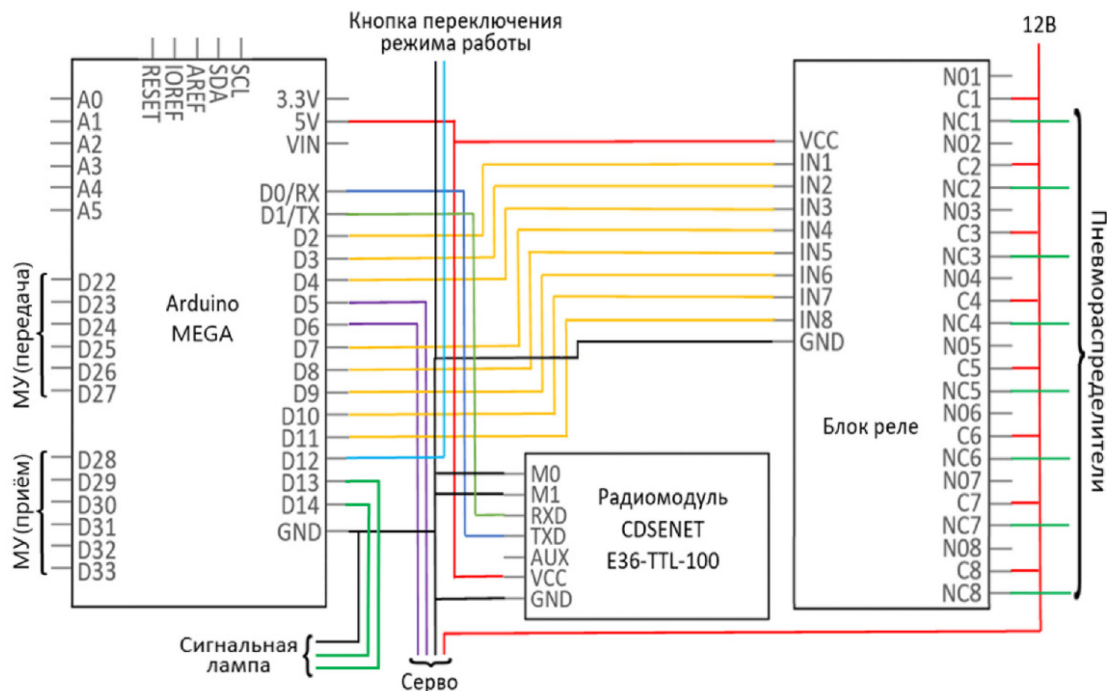 Кнопка переключения
режима работы
12В
RESET
IOREF
AREF
SDA
SCL
A0
A1
A2
A3
A4
A5
МУ(передача)
D22
D23
D24
D25
D26
D27
МУ(приём)
D28
D29
D30
D31
D32
D33
Arduino
MEGA
3.3V
5V
VIN
D0/RX
D1/TX
D2
D3
D4
D5
D6
D7
D8
D9
D10
D11
D12
D13
D14
GND
M0
M1
RXD
TXD
AUX
VCC
GND
Радиомодуль
CDSENET
E36-TTL-100
VCC
IN1
IN2
IN3
IN4
IN5
IN6
IN7
IN8
GND
Блок реле
N01
C1
NC1
N02
C2
NC2
N03
C3
NC3
N04
C4
NC4
N05
C5
NC5
N06
C6
NC6
N07
C7
NC7
N08
C8
NC8
Пневмораспределители
Сигнальная
лампа
Серво